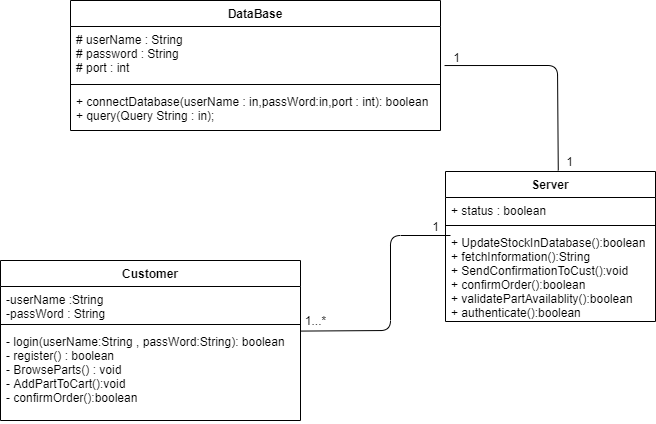 DataBase
# userName : String
# password : String
# port : int
+ connectDatabase(userName : in,passWord:in,port : int): boolean
+ query(Query String : in);
1
1
Server
+ status : boolean
+ UpdateStockInDatabase():boolean
+ fetchInformation():String
+ SendConfirmationToCust():void
+ confirmOrder():boolean
+ validatePartAvailablity():boolean
+ authenticate():boolean
1
Customer
-userName :String
-passWord : String
- login(userName:String , passWord:String): boolean
- register() : boolean
- BrowseParts() : void
- AddPartToCart():void
- confirmOrder():boolean
1...*